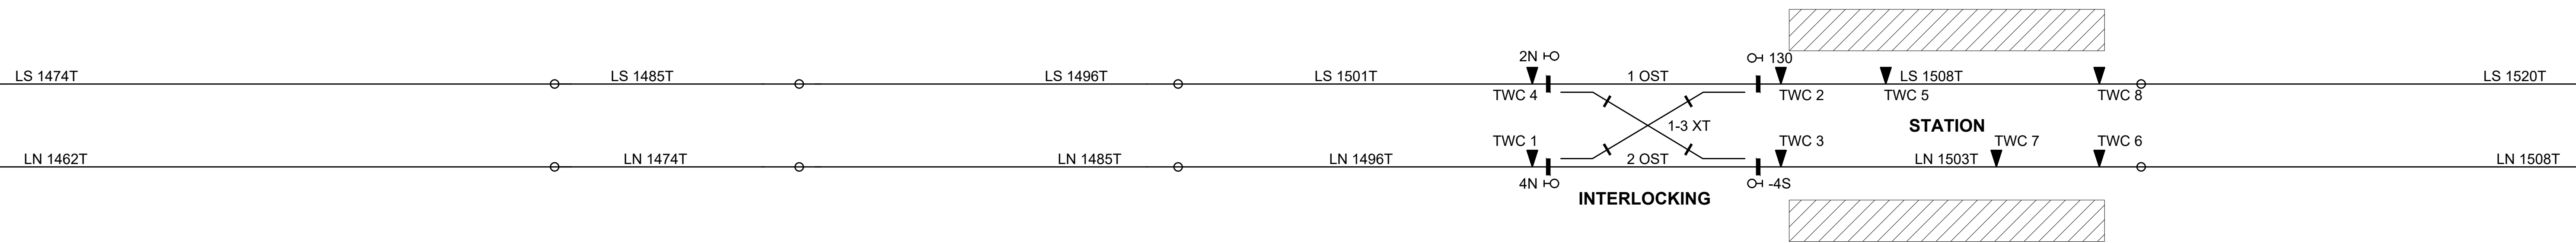 2N
130
LS 1474T
LS 1485T
LS 1496T
LS 1501T
1 OST
LS 1508T
LS 1520T
TWC 4
TWC 2
TWC 5
TWC 8
1-3 XT
STATION
TWC 1
TWC 3
TWC 7
TWC 6
LN 1462T
LN 1474T
LN 1485T
LN 1496T
2 OST
LN 1503T
LN 1508T
4N
-4S
INTERLOCKING